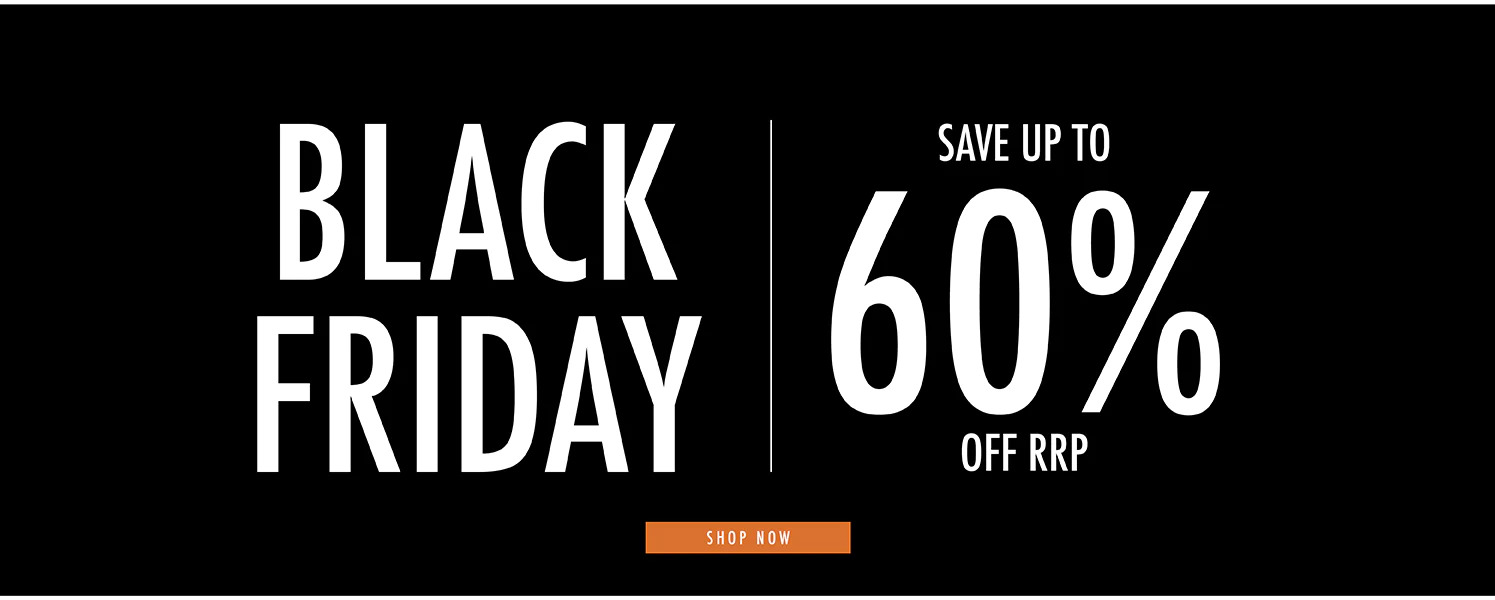 BLACK
FRIDAY
SAVE UP TO
60%
OFF RRP
SHOP NOW